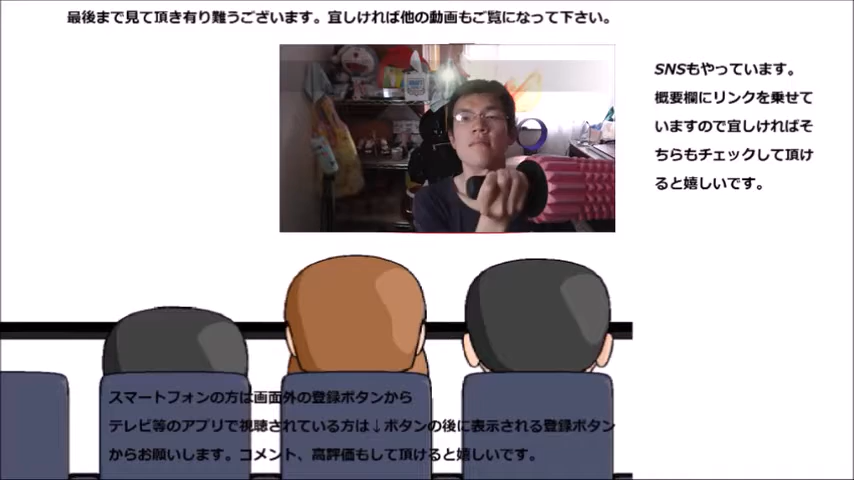 最後まで見て頂き有り難うございます。宜しければ他の動画もご覧になって下さい。
SNSもやっています。
概要欄にリンクを乗せて
いますので宜しければそ
ちらもチェックして頂け
ると嬉しいです。
スマートフォンの方は画面外の登録ボタンから
テレビ等のアプリで視聴されている方は↓ボタンの後に表示される登録ボタン
からお願いします。コメント、高評価もして頂けると嬉しいです。